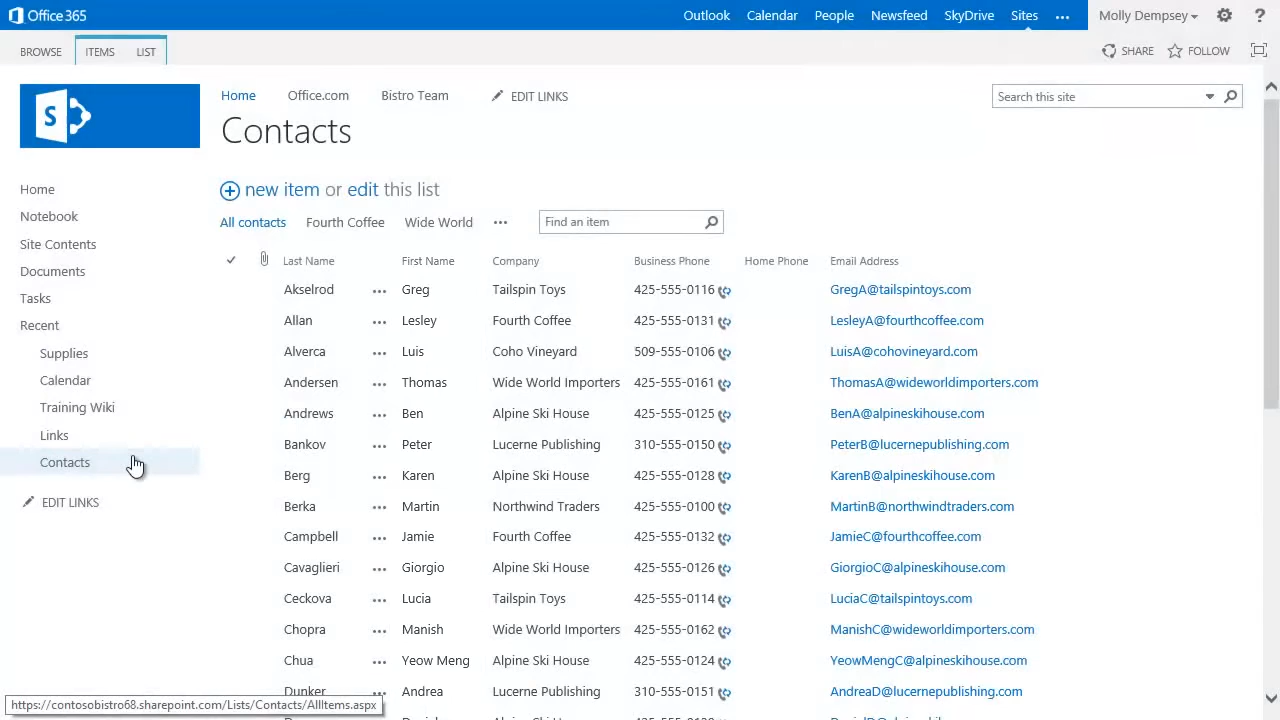 Office 365 Outlook Calendar People Newsfeed SkyDrive Sites ••• Molly Dempsey ?
BROWSE ITEMS LIST SHARE FOLLOW
S
Home Office.com Bistro Team EDIT LINKS Search this site
Contacts
new item or edit this list
All contacts Fourth Coffee Wide World ••• Find an item
Home
Notebook
Site Contents
Documents
Tasks
Recent
Supplies
Calendar
Training Wiki
Links
Contacts
EDIT LINKS
Last Name First Name Company Business Phone Home Phone Email Address
Akselrod ••• Greg Tailspin Toys 425-555-0116 GregA@tailspintoys.com
Allan ••• Lesley Fourth Coffee 425-555-0131 LesleyA@fourthcoffee.com
Alverca ••• Luis Coho Vineyard 509-555-0106 LuisA@cohovineyard.com
Andersen ••• Thomas Wide World Importers 425-555-0161 ThomasA@wideworldimporters.com
Andrews ••• Ben Alpine Ski House 425-555-0125 BenA@alpineskihouse.com
Bankov ••• Peter Lucerne Publishing 310-555-0150 PeterB@lucernepublishing.com
Berg ••• Karen Alpine Ski House 425-555-0128 KarenB@alpineskihouse.com
Berka ••• Martin Northwind Traders 425-555-0100 MartinB@northwindtraders.com
Campbell ••• Jamie Fourth Coffee 425-555-0132 JamieC@fourthcoffee.com
Cavaglieri ••• Giorgio Alpine Ski House 425-555-0126 GiorgioC@alpineskihouse.com
Ceckova ••• Lucia Tailspin Toys 425-555-0114 LuciaC@tailspintoys.com
Chopra ••• Manish Wide World Importers 425-555-0162 ManishC@wideworldimporters.com
Chua ••• Yeow Meng Alpine Ski House 425-555-0124 YeowMengC@alpineskihouse.com
Dunker ••• Andrea Lucerne Publishing 310-555-0151 AndreaD@lucernepublishing.com
https://contosobistro68.sharepoint.com/Lists/Contacts/AllItems.aspx